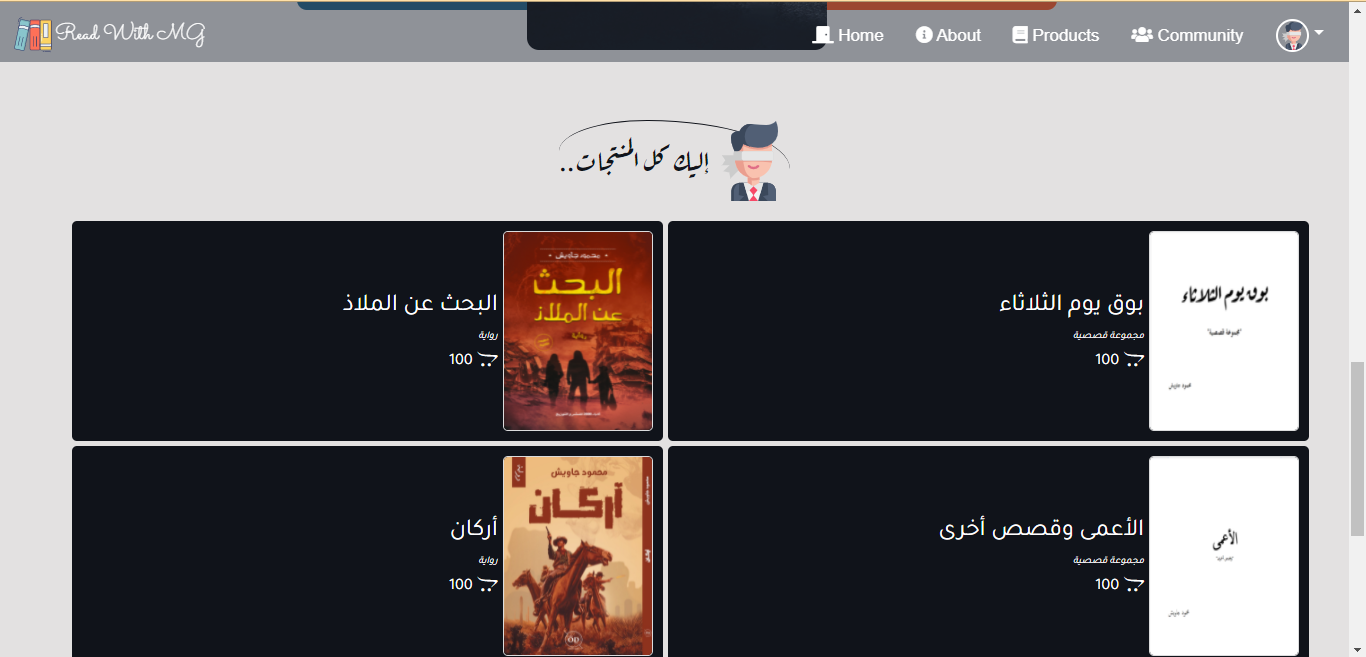 Read With MG
Home
About
Products
Community
إليك كل المنتجات..
بوق يوم الثلاثاء
مجموعة قصصية
100
بوق يوم الثلاثاء
"مجموعة قصصية"
محمود جاويش
البحث عن الملاذ
رواية
100
محمود جاويش
البحث
عن الملاذ
رواية
الأعمى وقصص أخرى
مجموعة قصصية
100
الأعمى
محمود جاويش
أركان
رواية
100
محمود جاويش
أركان